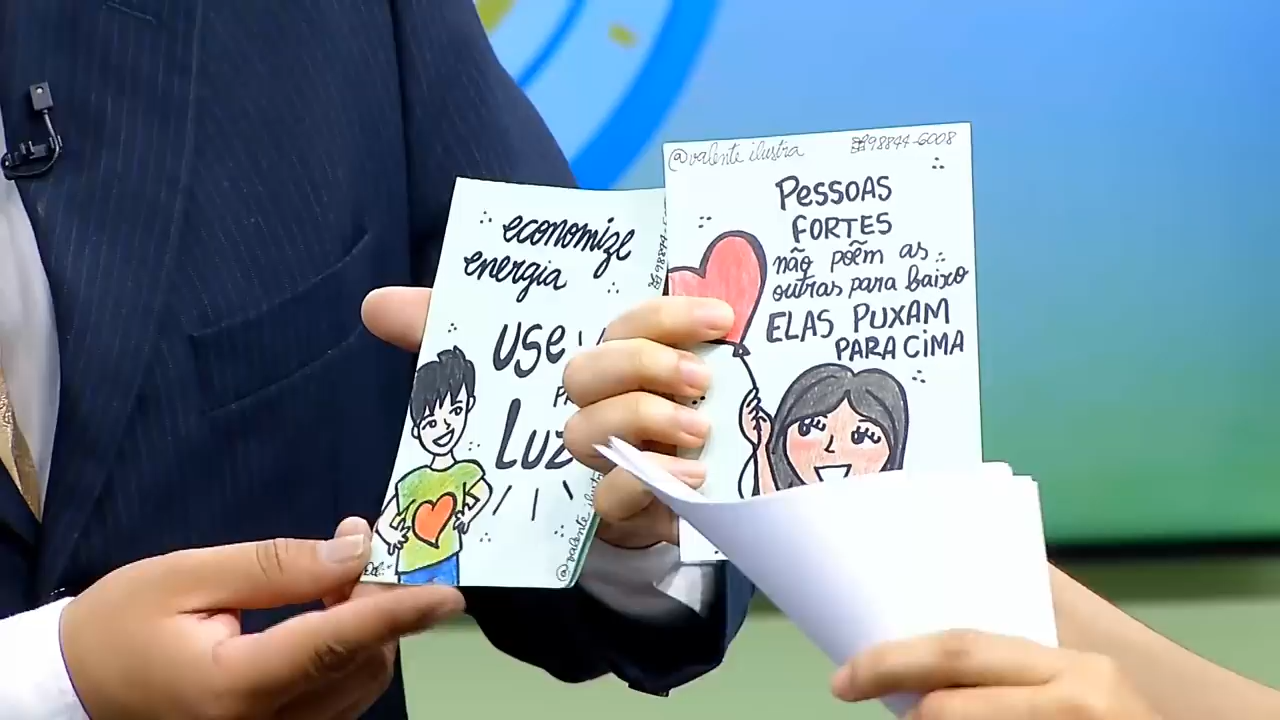 economize
energia
USE
LUZ
@valente ilustra
@valente ilustra
98844-6008
PESSOAS
FORTES
não põem as
outras para baixo
ELAS PUXAM
PARA CiMA